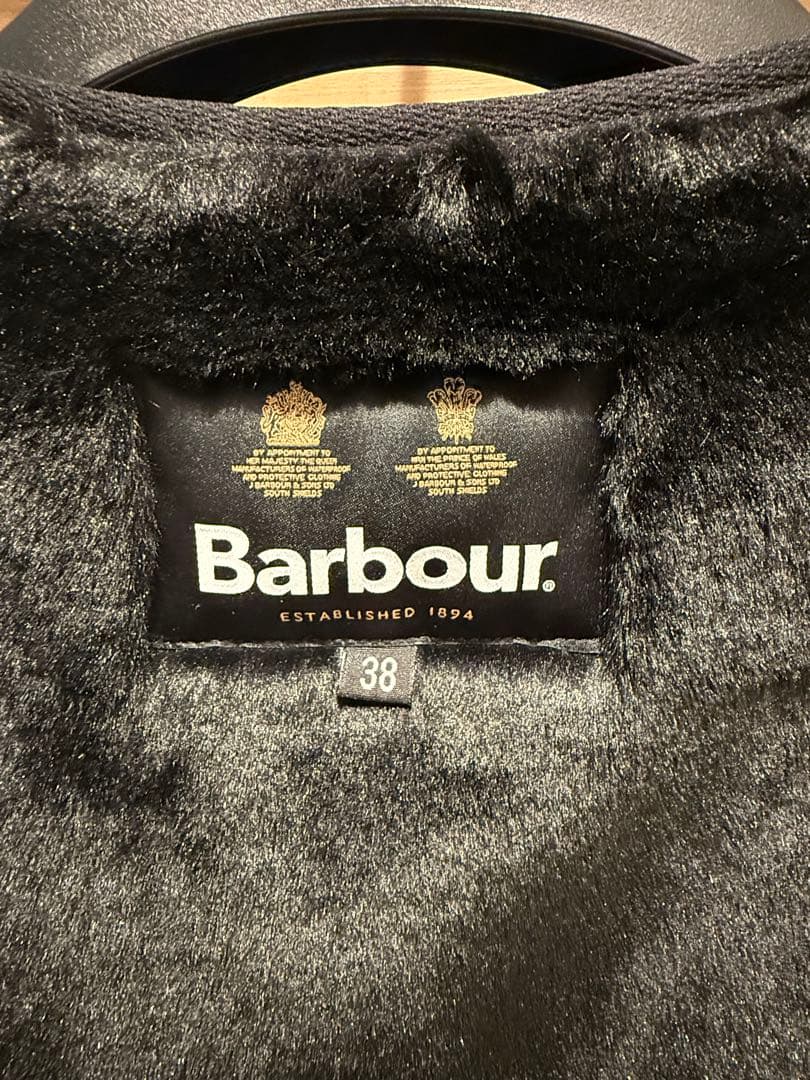 BY APPOINTMENT TO
HER MAJESTY THE QUEEN
MANUFACTURERS OF WATERPROOF
AND PROTECTIVE CLOTHING
J BARBOUR & SONS LTD
SOUTH SHIELDS
BY APPOINTMENT TO
HRH THE PRINCE OF WALES
MANUFACTURERS OF WATERPROOF
AND PROTECTIVE CLOTHING
J BARBOUR & SONS LTD
SOUTH SHIELDS
Barbour®
ESTABLISHED 1894
38